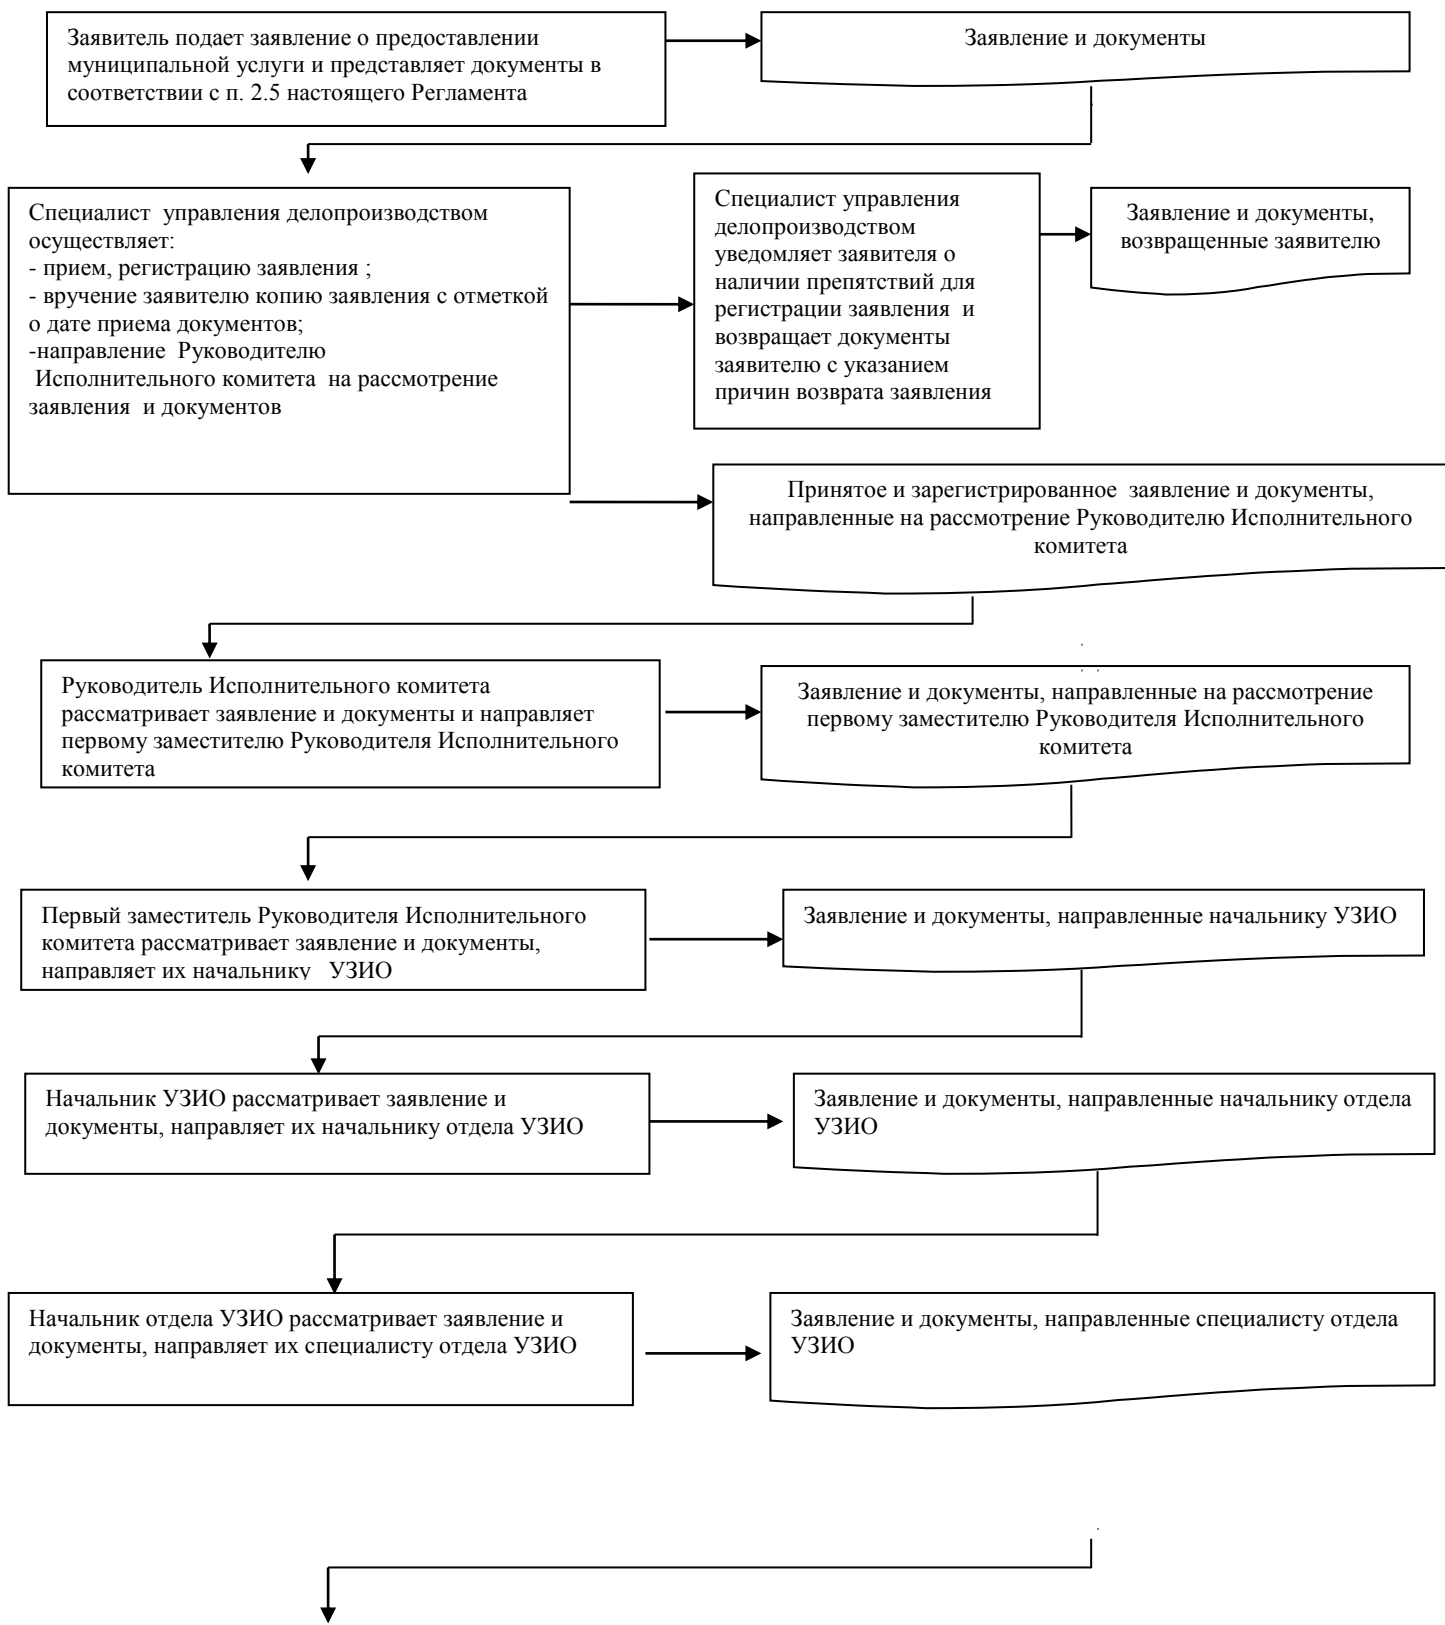 Заявитель подает заявление о предоставлении
муниципальной услуги и представляет документы в
соответствии с п. 2.5 настоящего Регламента
Заявление и документы
Специалист управления делопроизводством
осуществляет:
- прием, регистрацию заявления ;
- вручение заявителю копию заявления с отметкой
о дате приема документов;
-направление Руководителю
Исполнительного комитета на рассмотрение
заявления и документов
Специалист управления
делопроизводством
уведомляет заявителя о
наличии препятствий для
регистрации заявления и
возвращает документы
заявителю с указанием
причин возврата заявления
Заявление и документы,
возвращенные заявителю
Принятое и зарегистрированное заявление и документы,
направленные на рассмотрение Руководителю Исполнительного
комитета
Руководитель Исполнительного комитета
рассматривает заявление и документы и направляет
первому заместителю Руководителя Исполнительного
комитета
Заявление и документы, направленные на рассмотрение
первому заместителю Руководителя Исполнительного
комитета
Первый заместитель Руководителя Исполнительного
комитета рассматривает заявление и документы,
направляет их начальнику УЗИО
Заявление и документы, направленные начальнику УЗИО
Начальник УЗИО рассматривает заявление и
документы, направляет их начальнику отдела УЗИО
Заявление и документы, направленные начальнику отдела
УЗИО
Начальник отдела УЗИО рассматривает заявление и
документы, направляет их специалисту отдела УЗИО
Заявление и документы, направленные специалисту отдела
УЗИО